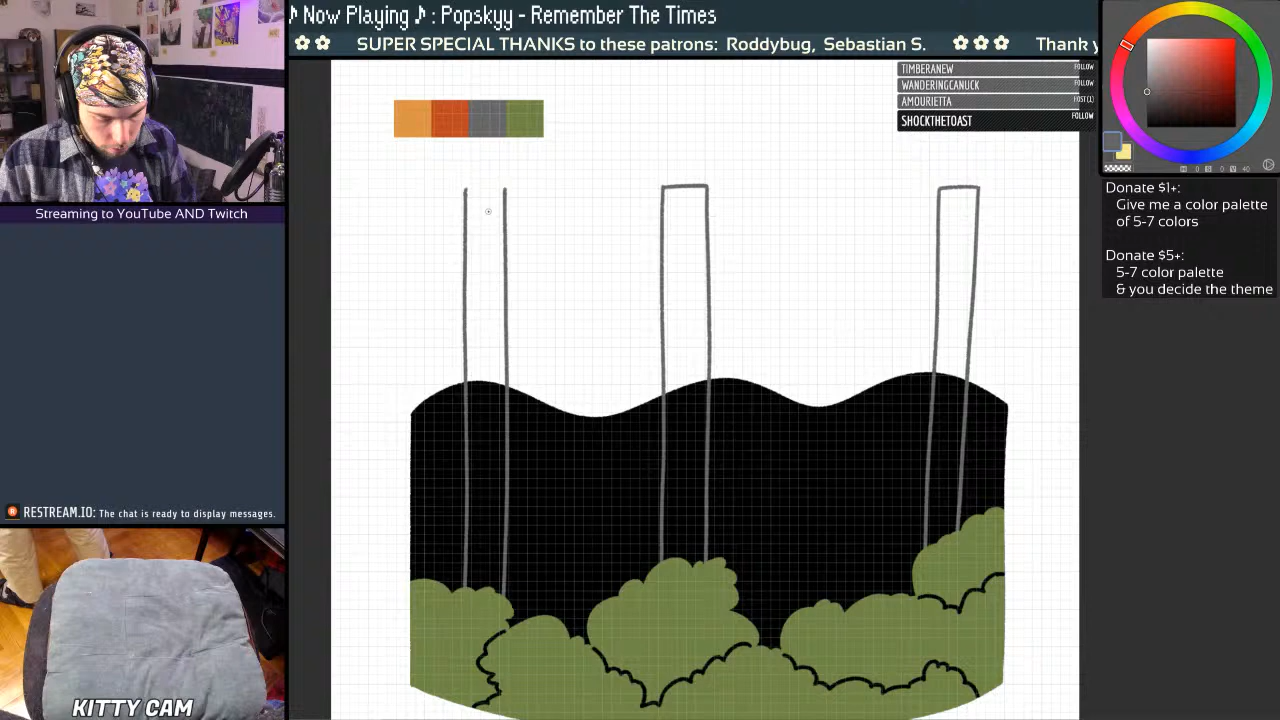 ♪ Now Playing ♪ : Popskyy - Remember The Times
✿ ✿ SUPER SPECIAL THANKS to these patrons: Roddybug, Sebastian S. ✿ ✿ ✿ Thank y
TIMBERANEW FOLLOW
WANDERINGCANUCK FOLLOW
AMOURIETTA
SHOCKTHETOAST FOLLOW
Donate $1+:
Give me a color palette
of 5-7 colors
Donate $5+:
5-7 color palette
& you decide the theme
Streaming to YouTube AND Twitch
RESTREAM.IO: The chat is ready to display messages.
KITTY CAM